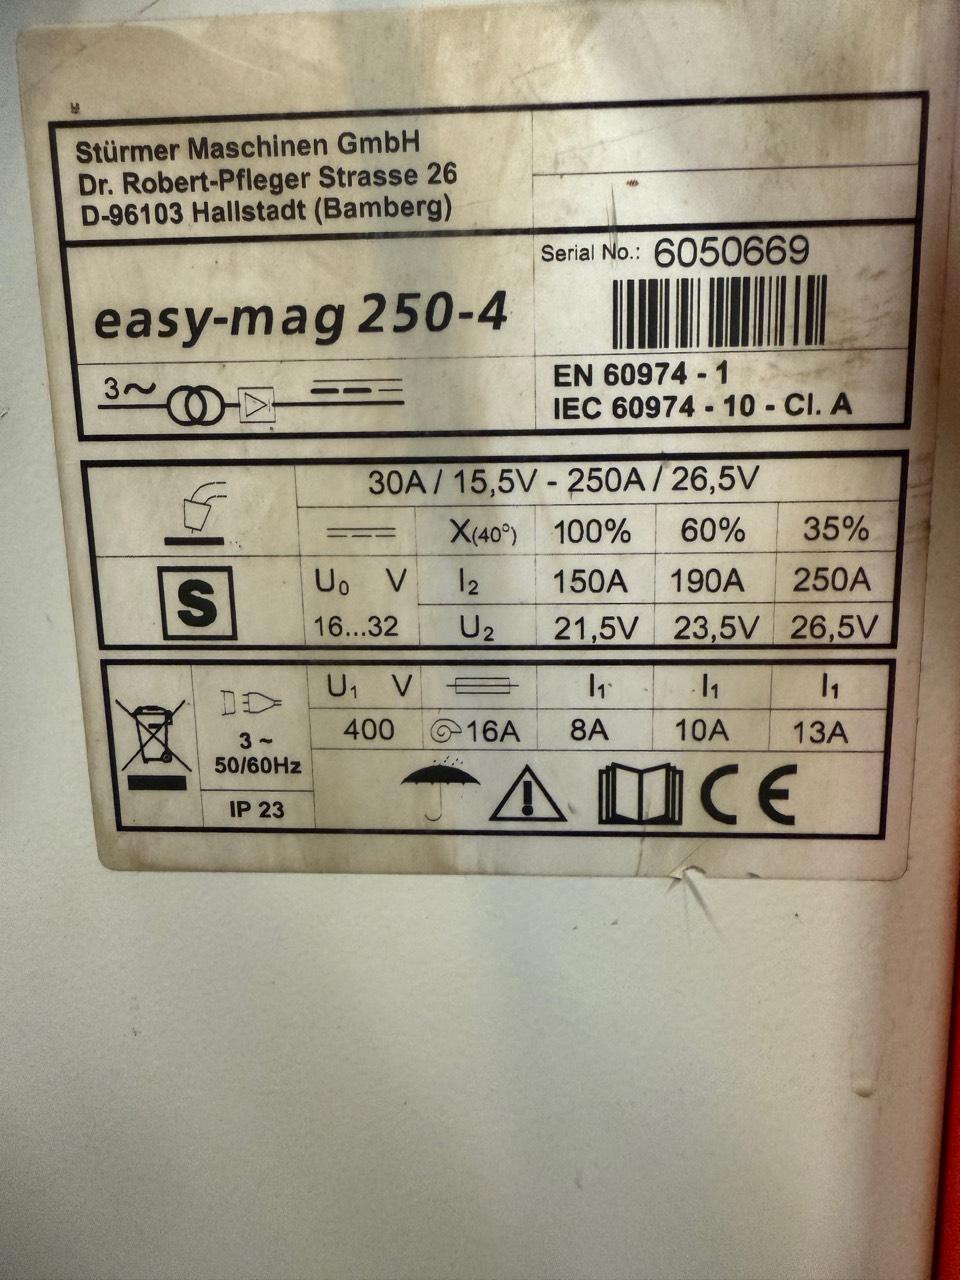 Stürmer Maschinen GmbH
Dr. Robert-Pfleger Strasse 26
D-96103 Hallstadt (Bamberg)
Serial No.: 6050669
easy-mag 250-4
EN 60974 - 1
IEC 60974 - 10 - Cl. A
3~
30A / 15,5V - 250A / 26,5V
X(40°) 100% 60% 35%
S
U₀ V I₂ 150A 190A 250A
16...32 U₂ 21,5V 23,5V 26,5V
U₁ V I₁ I₁ I₁
400 16A 8A 10A 13A
3 ~
50/60Hz
IP 23
CE